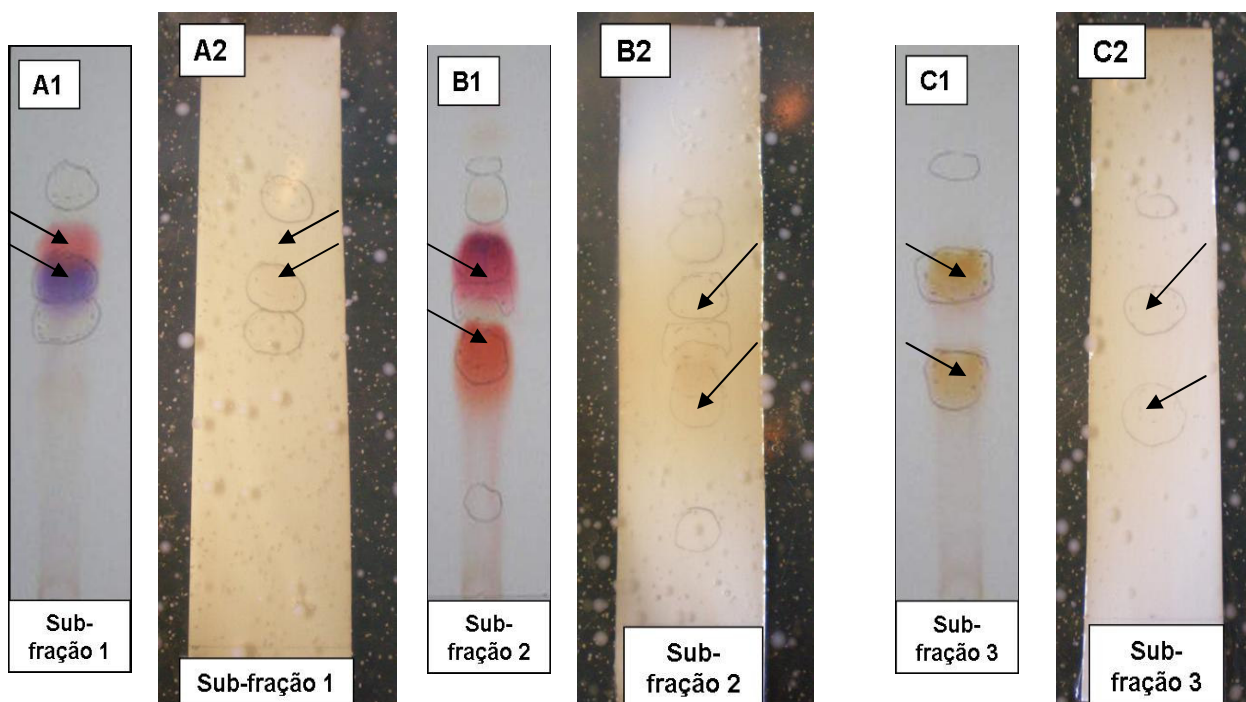 A1
A2
B1
B2
C1
C2
Sub-
fração 1
Sub-fração 1
Sub-
fração 2
Sub-
fração 2
Sub-
fração 3
Sub-
fração 3